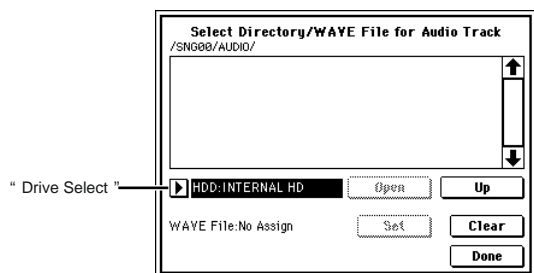 Select Directory/WAVE File for Audio Track
/SNG00/AUDIO/
“ Drive Select ”
HDD:INTERNAL HD
Open
Up
WAVE File:No Assign
Set
Clear
Done